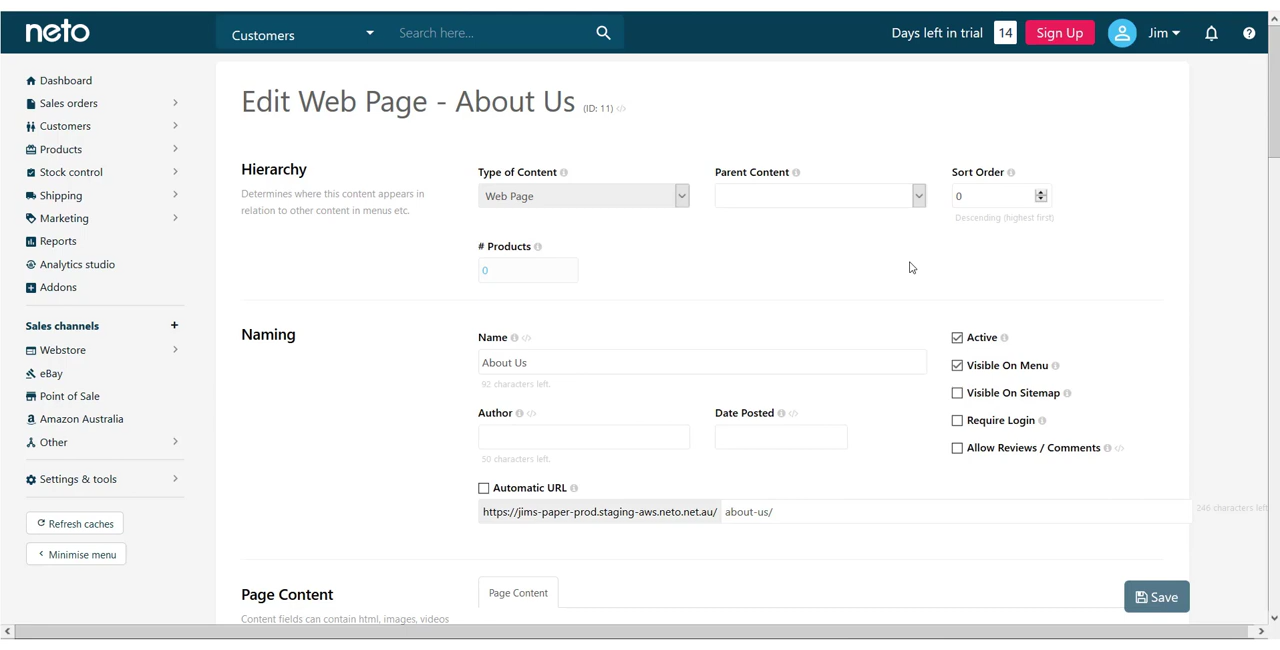 neto
Customers
Search here...
Days left in trial 14 Sign Up Jim
Dashboard
Sales orders
Customers
Products
Stock control
Shipping
Marketing
Reports
Analytics studio
Addons
Sales channels +
Webstore
eBay
Point of Sale
Amazon Australia
Other
Settings & tools
Refresh caches
Minimise menu
Edit Web Page - About Us (ID: 11)
Hierarchy
Determines where this content appears in
relation to other content in menus etc.
Type of Content
Web Page
Parent Content
Sort Order
0
Descending (highest first)
# Products
0
Naming
Name
About Us
92 characters left.
Active
Visible On Menu
Visible On Sitemap
Require Login
Allow Reviews / Comments
Author
50 characters left.
Date Posted
Automatic URL
https://jims-paper-prod.staging-aws.neto.net.au/ about-us/
246 characters left
Page Content
Content fields can contain html, images, videos
Page Content
Save